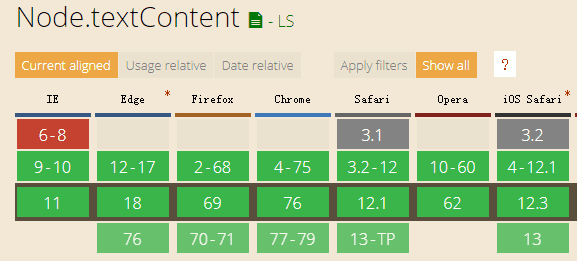 Node.textContent - LS
Current aligned Usage relative Date relative Apply filters Show all ?
IE Edge * Firefox Chrome Safari Opera iOS Safari *
6-8 3.1 3.2
9-10 12-17 2-68 4-75 3.2-12 10-60 4-12.1
11 18 69 76 12.1 62 12.3
76 70-71 77-79 13-TP 13